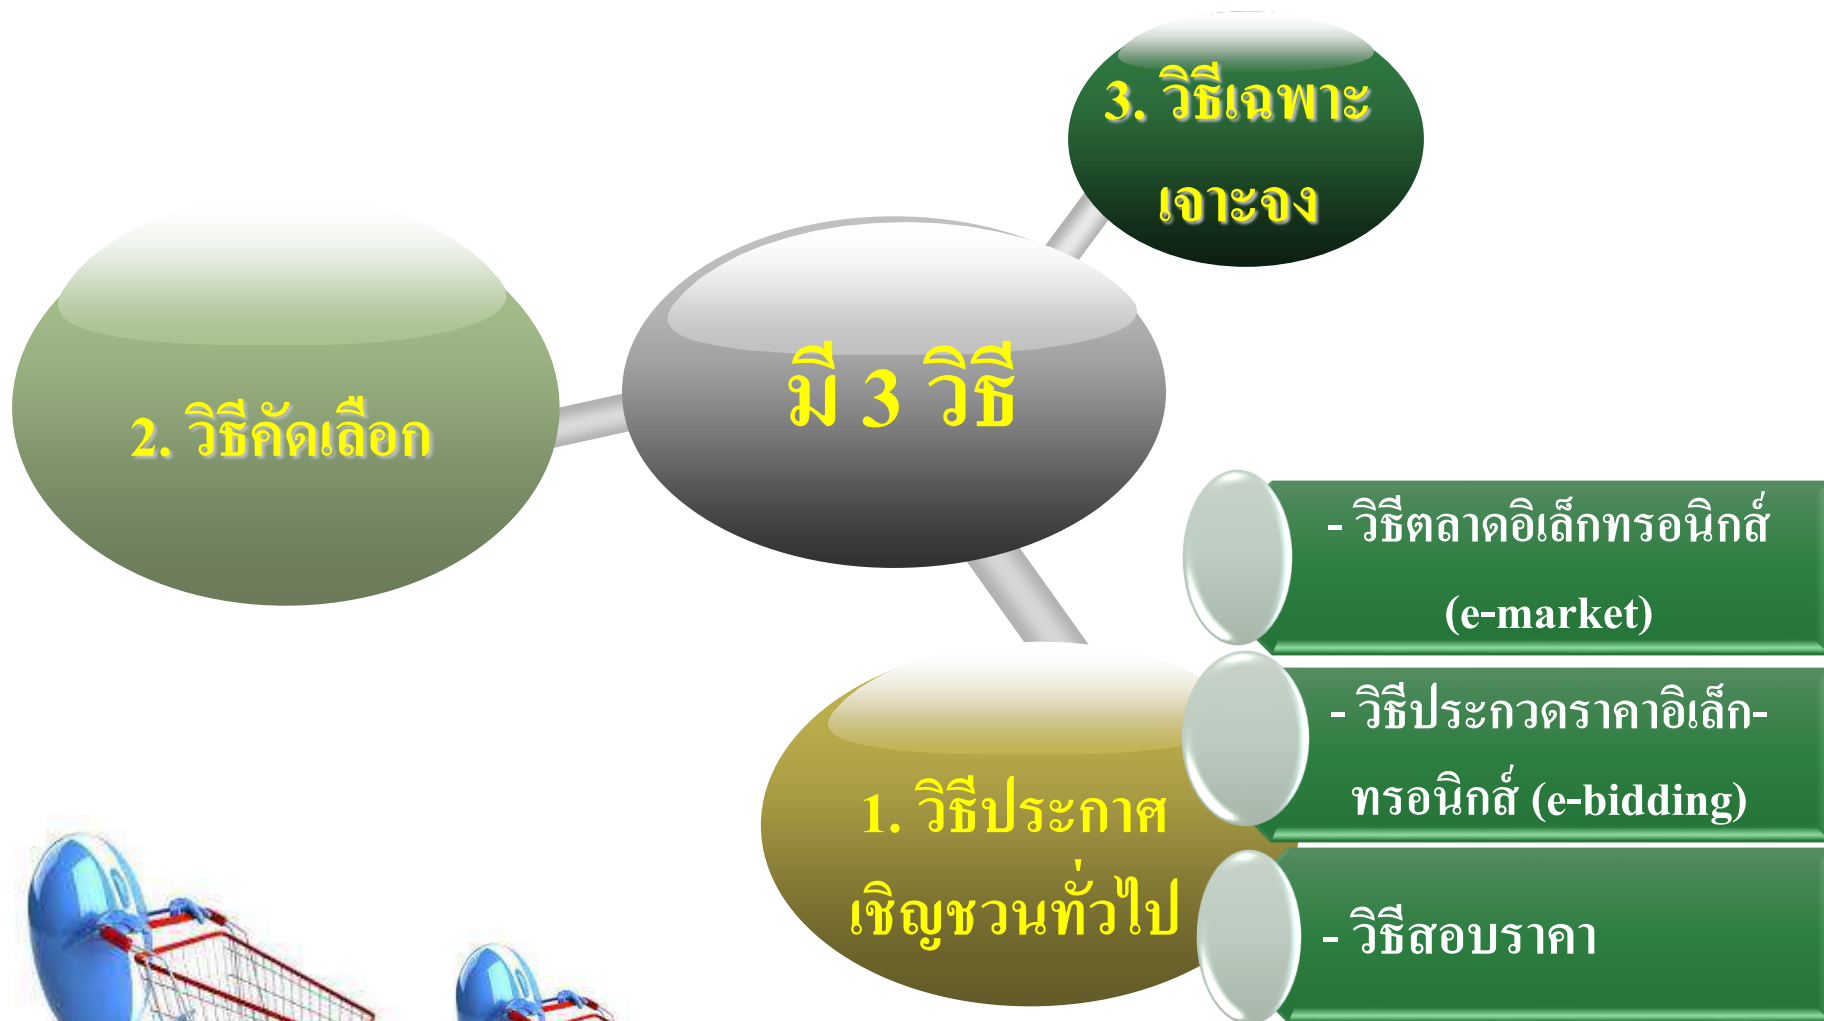 3. วิธีเฉพาะ
เจาะจง
มี 3 วิธี
2. วิธีคัดเลือก
1. วิธีประกาศ
เชิญชวนทั่วไป
- วิธีตลาดอิเล็กทรอนิกส์
(e-market)
- วิธีประกวดราคาอิเล็ก-
ทรอนิกส์ (e-bidding)
- วิธีสอบราคา